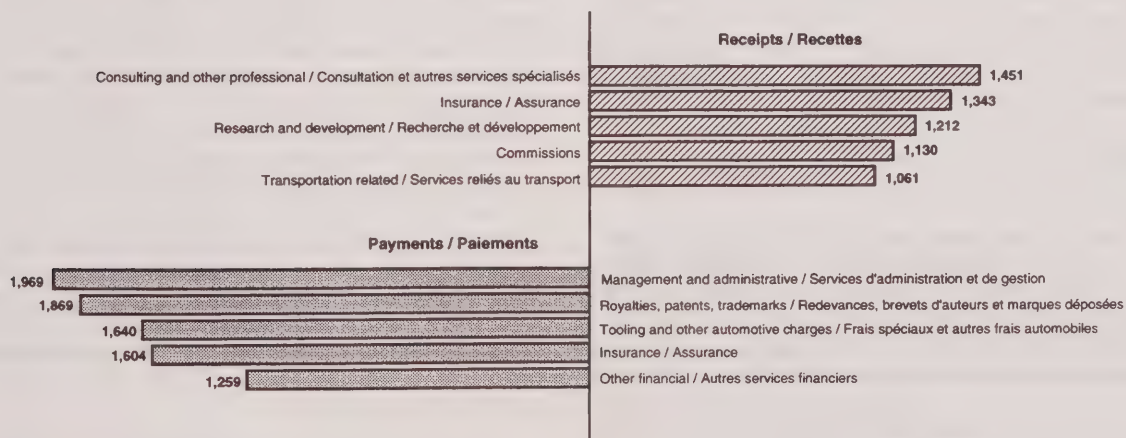 Receipts / Recettes
Consulting and other professional / Consultation et autres services spécialisés 1,451
Insurance / Assurance 1,343
Research and development / Recherche et développement 1,212
Commissions 1,130
Transportation related / Services reliés au transport 1,061
Payments / Paiements
1,969 Management and administrative / Services d'administration et de gestion
1,869 Royalties, patents, trademarks / Redevances, brevets d'auteurs et marques déposées
1,640 Tooling and other automotive charges / Frais spéciaux et autres frais automobiles
1,604 Insurance / Assurance
1,259 Other financial / Autres services financiers